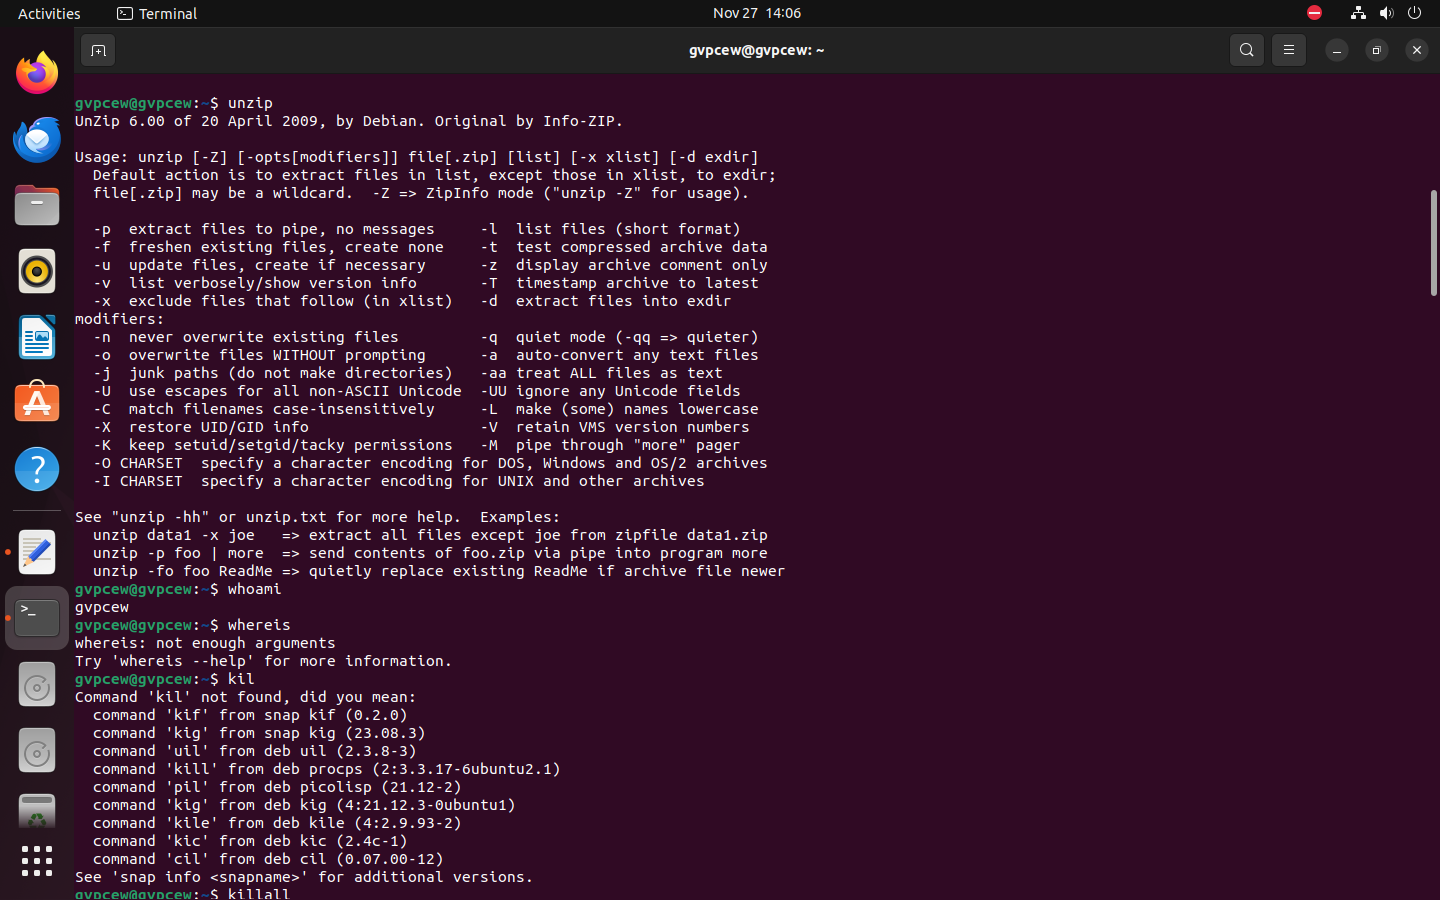 Activities
Terminal
Nov 27 14:06
gvpcew@gvpcew: ~
gvpcew@gvpcew:~$ unzip
UnZip 6.00 of 20 April 2009, by Debian. Original by Info-ZIP.
Usage: unzip [-Z] [-opts[modifiers]] file[.zip] [list] [-x xlist] [-d exdir]
  Default action is to extract files in list, except those in xlist, to exdir;
  file[.zip] may be a wildcard.  -Z => ZipInfo mode ("unzip -Z" for usage).
  -p  extract files to pipe, no messages     -l  list files (short format)
  -f  freshen existing files, create none    -t  test compressed archive data
  -u  update files, create if necessary      -z  display archive comment only
  -v  list verbosely/show version info       -T  timestamp archive to latest
  -x  exclude files that follow (in xlist)   -d  extract files into exdir
modifiers:
  -n  never overwrite existing files         -q  quiet mode (-qq => quieter)
  -o  overwrite files WITHOUT prompting      -a  auto-convert any text files
  -j  junk paths (do not make directories)   -aa treat ALL files as text
  -U  use escapes for all non-ASCII Unicode  -UU ignore any Unicode fields
  -C  match filenames case-insensitively     -L  make (some) names lowercase
  -X  restore UID/GID info                   -V  retain VMS version numbers
  -K  keep setuid/setgid/tacky permissions   -M  pipe through "more" pager
  -O CHARSET  specify a character encoding for DOS, Windows and OS/2 archives
  -I CHARSET  specify a character encoding for UNIX and other archives
See "unzip -hh" or unzip.txt for more help.  Examples:
  unzip data1 -x joe   => extract all files except joe from zipfile data1.zip
  unzip -p foo | more  => send contents of foo.zip via pipe into program more
  unzip -fo foo ReadMe => quietly replace existing ReadMe if archive file newer
gvpcew@gvpcew:~$ whoami
gvpcew
gvpcew@gvpcew:~$ whereis
whereis: not enough arguments
Try 'whereis --help' for more information.
gvpcew@gvpcew:~$ kil
Command 'kil' not found, did you mean:
  command 'kif' from snap kif (0.2.0)
  command 'kig' from snap kig (23.08.3)
  command 'uil' from deb uil (2.3.8-3)
  command 'kill' from deb procps (2:3.3.17-6ubuntu2.1)
  command 'pil' from deb picolisp (21.12-2)
  command 'kig' from deb kig (4:21.12.3-0ubuntu1)
  command 'kile' from deb kile (4:2.9.93-2)
  command 'kic' from deb kic (2.4c-1)
  command 'cil' from deb cil (0.07.00-12)
See 'snap info <snapname>' for additional versions.
gvpcew@gvpcew:~$ killall